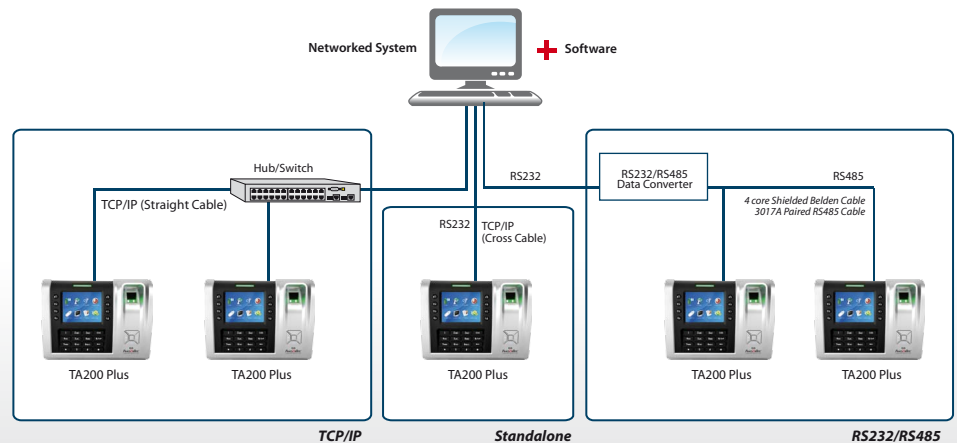 Networked System
Software
Hub/Switch
TCP/IP (Straight Cable)
TA200 Plus
TA200 Plus
TCP/IP
RS232
TCP/IP
(Cross Cable)
TA200 Plus
Standalone
RS232
RS232/RS485
Data Converter
RS485
4 core Shielded Belden Cable
3017A Paired RS485 Cable
TA200 Plus
TA200 Plus
RS232/RS485